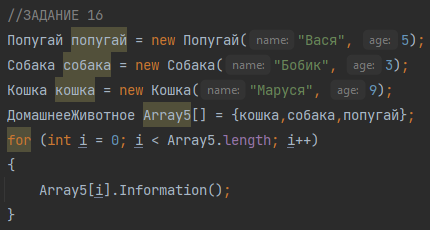 //ЗАДАНИЕ 16
Попугай попугай = new Попугай( name: "Вася", age: 5);
Собака собака = new Собака( name: "Бобик", age: 3);
Кошка кошка = new Кошка( name: "Маруся", age: 9);
ДомашнееЖивотное Array5[] = {кошка,собака,попугай};
for (int i = 0; i < Array5.length; i++)
{
    Array5[i].Information();
}